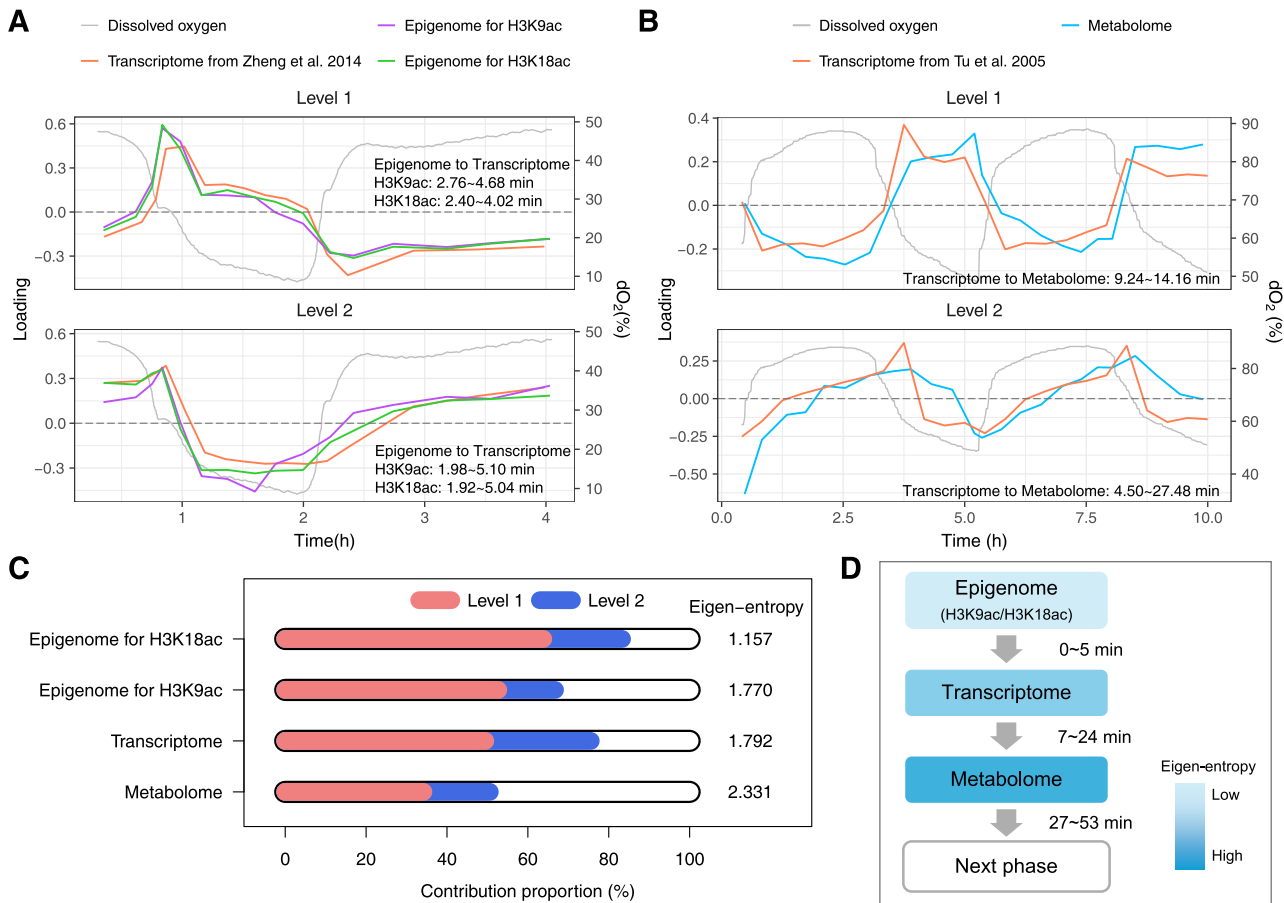 A
Dissolved oxygen
Epigenome for H3K9ac
Transcriptome from Zheng et al. 2014
Epigenome for H3K18ac
Level 1
0.6
0.3
0.0
−0.3
50
40
30
20
10
Epigenome to Transcriptome
H3K9ac: 2.76~4.68 min
H3K18ac: 2.40~4.02 min
Loading
dO2(%)
Level 2
0.6
0.3
0.0
−0.3
50
40
30
20
10
Epigenome to Transcriptome
H3K9ac: 1.98~5.10 min
H3K18ac: 1.92~5.04 min
1
2
3
4
Time(h)
B
Dissolved oxygen
Metabolome
Transcriptome from Tu et al. 2005
Level 1
0.4
0.2
0.0
−0.2
90
80
70
60
50
Transcriptome to Metabolome: 9.24~14.16 min
Loading
dO2 (%)
Level 2
0.25
0.00
−0.25
−0.50
80
60
40
Transcriptome to Metabolome: 4.50~27.48 min
0.0
2.5
5.0
7.5
10.0
Time (h)
C
Level 1
Level 2
Eigen−entropy
Epigenome for H3K18ac
1.157
Epigenome for H3K9ac
1.770
Transcriptome
1.792
Metabolome
2.331
0
20
40
60
80
100
Contribution proportion (%)
D
Epigenome
(H3K9ac/H3K18ac)
0~5 min
Transcriptome
7~24 min
Metabolome
27~53 min
Next phase
Eigen−entropy
Low
High